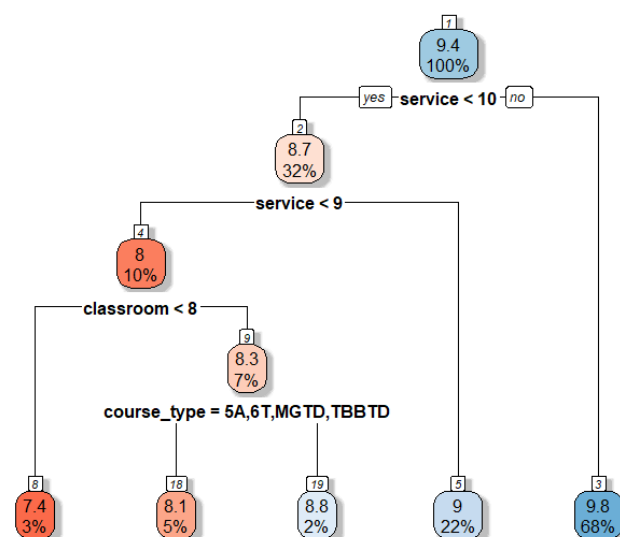 1
9.4
100%
yes service < 10 no
2
8.7
32%
service < 9
4
8
10%
classroom < 8
9
8.3
7%
course_type = 5A,6T,MGTD,TBBTD
8 18 19 5 3
7.4 8.1 8.8 9 9.8
3% 5% 2% 22% 68%